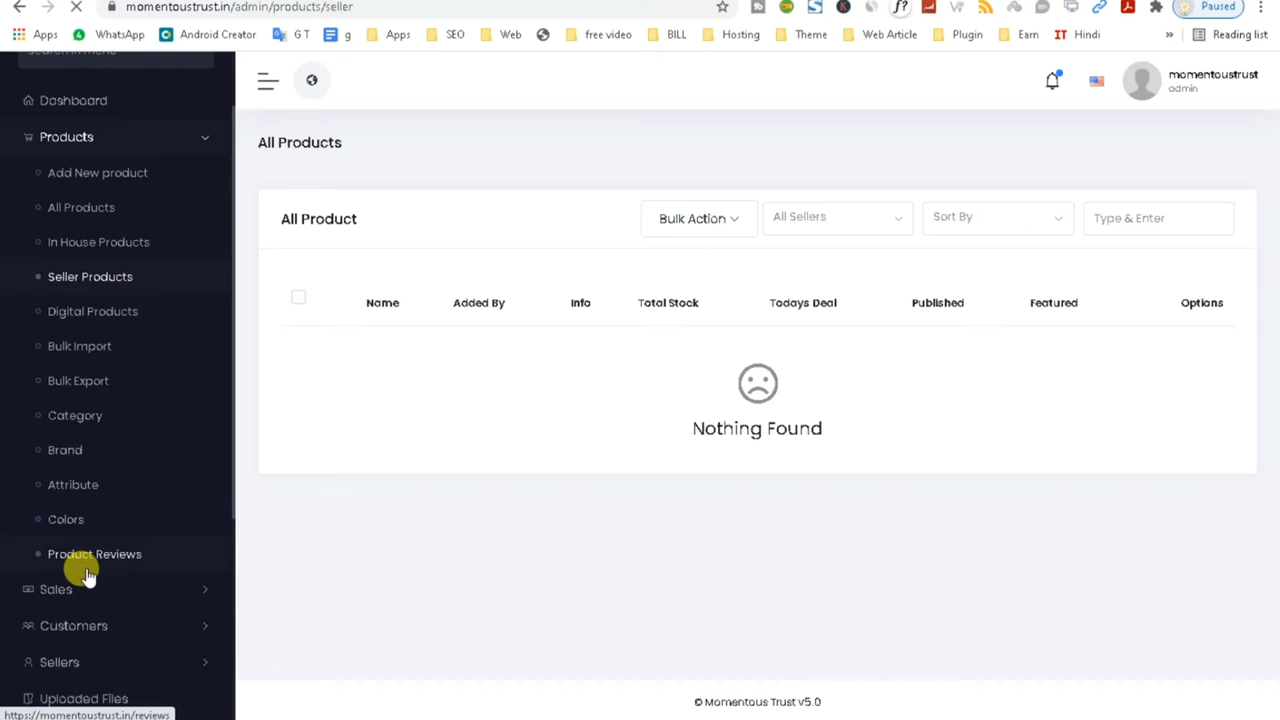 momentoustrust.in/admin/products/seller
Paused
Apps
WhatsApp
Android Creator
G T
g
Apps
SEO
Web
free video
BILL
Hosting
Theme
Web Article
Plugin
Earn
IT Hindi
»
Reading list
Search in menu
momentoustrust
admin
Dashboard
Products
Add New product
All Products
In House Products
Seller Products
Digital Products
Bulk Import
Bulk Export
Category
Brand
Attribute
Colors
Product Reviews
Sales
Customers
Sellers
Uploaded Files
https://momentoustrust.in/reviews
All Products
All Product
Bulk Action
All Sellers
Sort By
Type & Enter
Name Added By Info Total Stock Todays Deal Published Featured Options
Nothing Found
© Momentous Trust v5.0